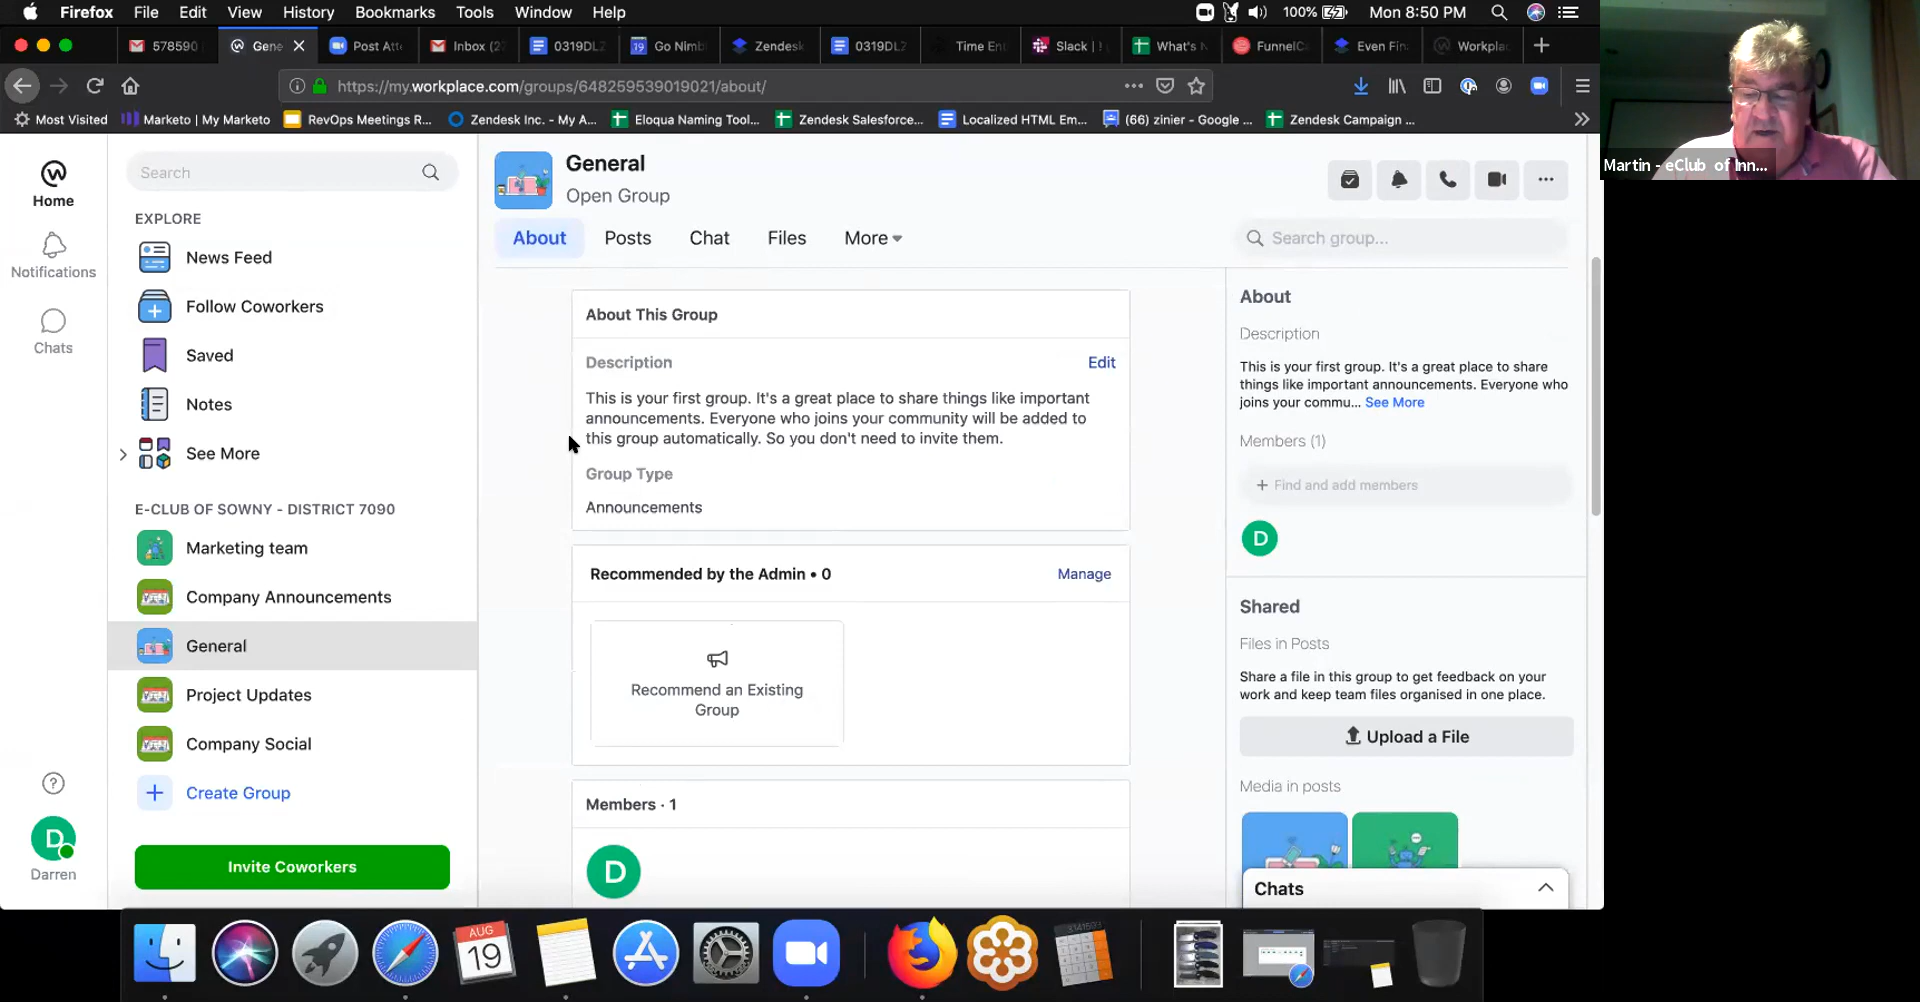 Firefox File Edit View History Bookmarks Tools Window Help 100% Mon 8:50 PM
578590 Gene Post Att Inbox (2 0319DL2 Go Nimb Zendesk 0319DL2 Time En Slack | ! What's N FunnelCa Even Fin Workpla
https://my.workplace.com/groups/648259539019021/about/
Most Visited Marketo | My Marketo RevOps Meetings R... Zendesk Inc. - My A... Eloqua Naming Tool... Zendesk Salesforce... Localized HTML Em... (66) zinier - Google ... Zendesk Campaign ...
Martin - eClub of Inn...
Home
Notifications
Chats
D
Darren
Search
EXPLORE
News Feed
Follow Coworkers
Saved
Notes
See More
E-CLUB OF SOWNY - DISTRICT 7090
Marketing team
Company Announcements
General
Project Updates
Company Social
Create Group
Invite Coworkers
General
Open Group
About Posts Chat Files More
Search group...
About This Group
Description Edit
This is your first group. It's a great place to share things like important
announcements. Everyone who joins your community will be added to
this group automatically. So you don't need to invite them.
Group Type
Announcements
Recommended by the Admin • 0 Manage
Recommend an Existing
Group
Members · 1
D
About
Description
This is your first group. It's a great place to share
things like important announcements. Everyone who
joins your commu... See More
Members (1)
+ Find and add members
D
Shared
Files in Posts
Share a file in this group to get feedback on your
work and keep team files organised in one place.
Upload a File
Media in posts
Chats
AUG
19